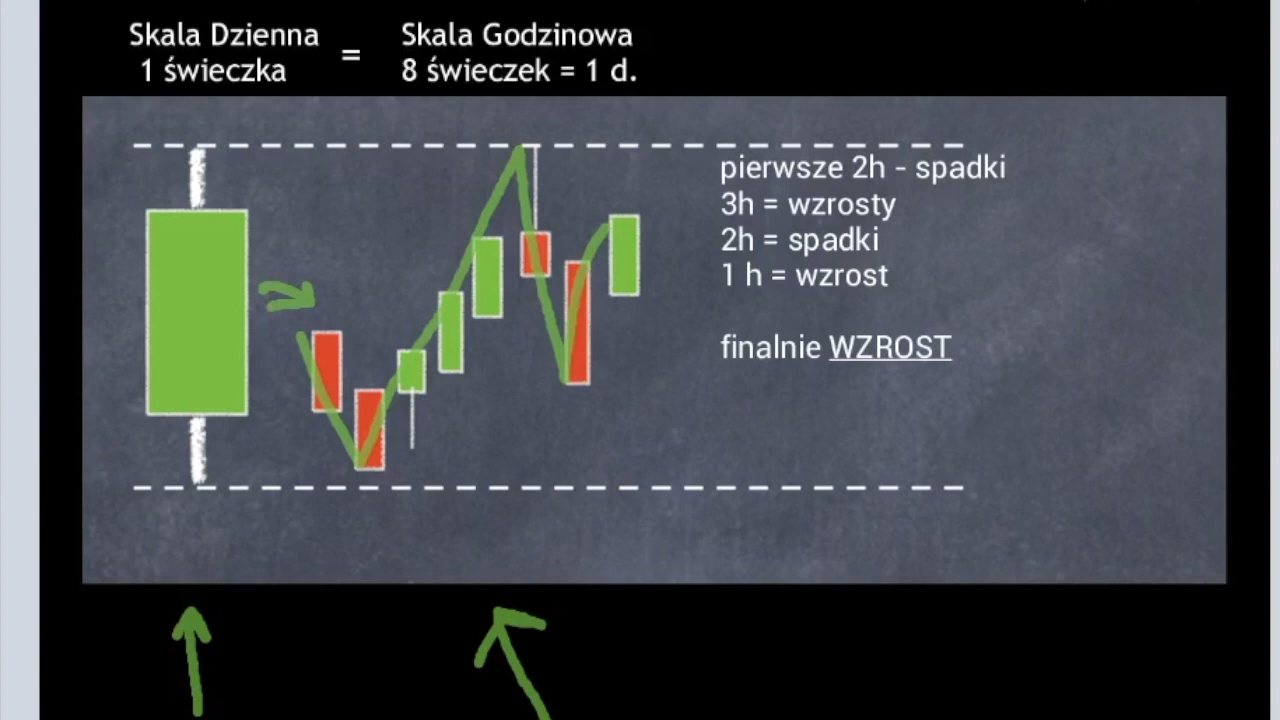 Skala Dzienna
1 świeczka
=
Skala Godzinowa
8 świeczek = 1 d.
pierwsze 2h - spadki
3h = wzrosty
2h = spadki
1 h = wzrost
finalnie WZROST